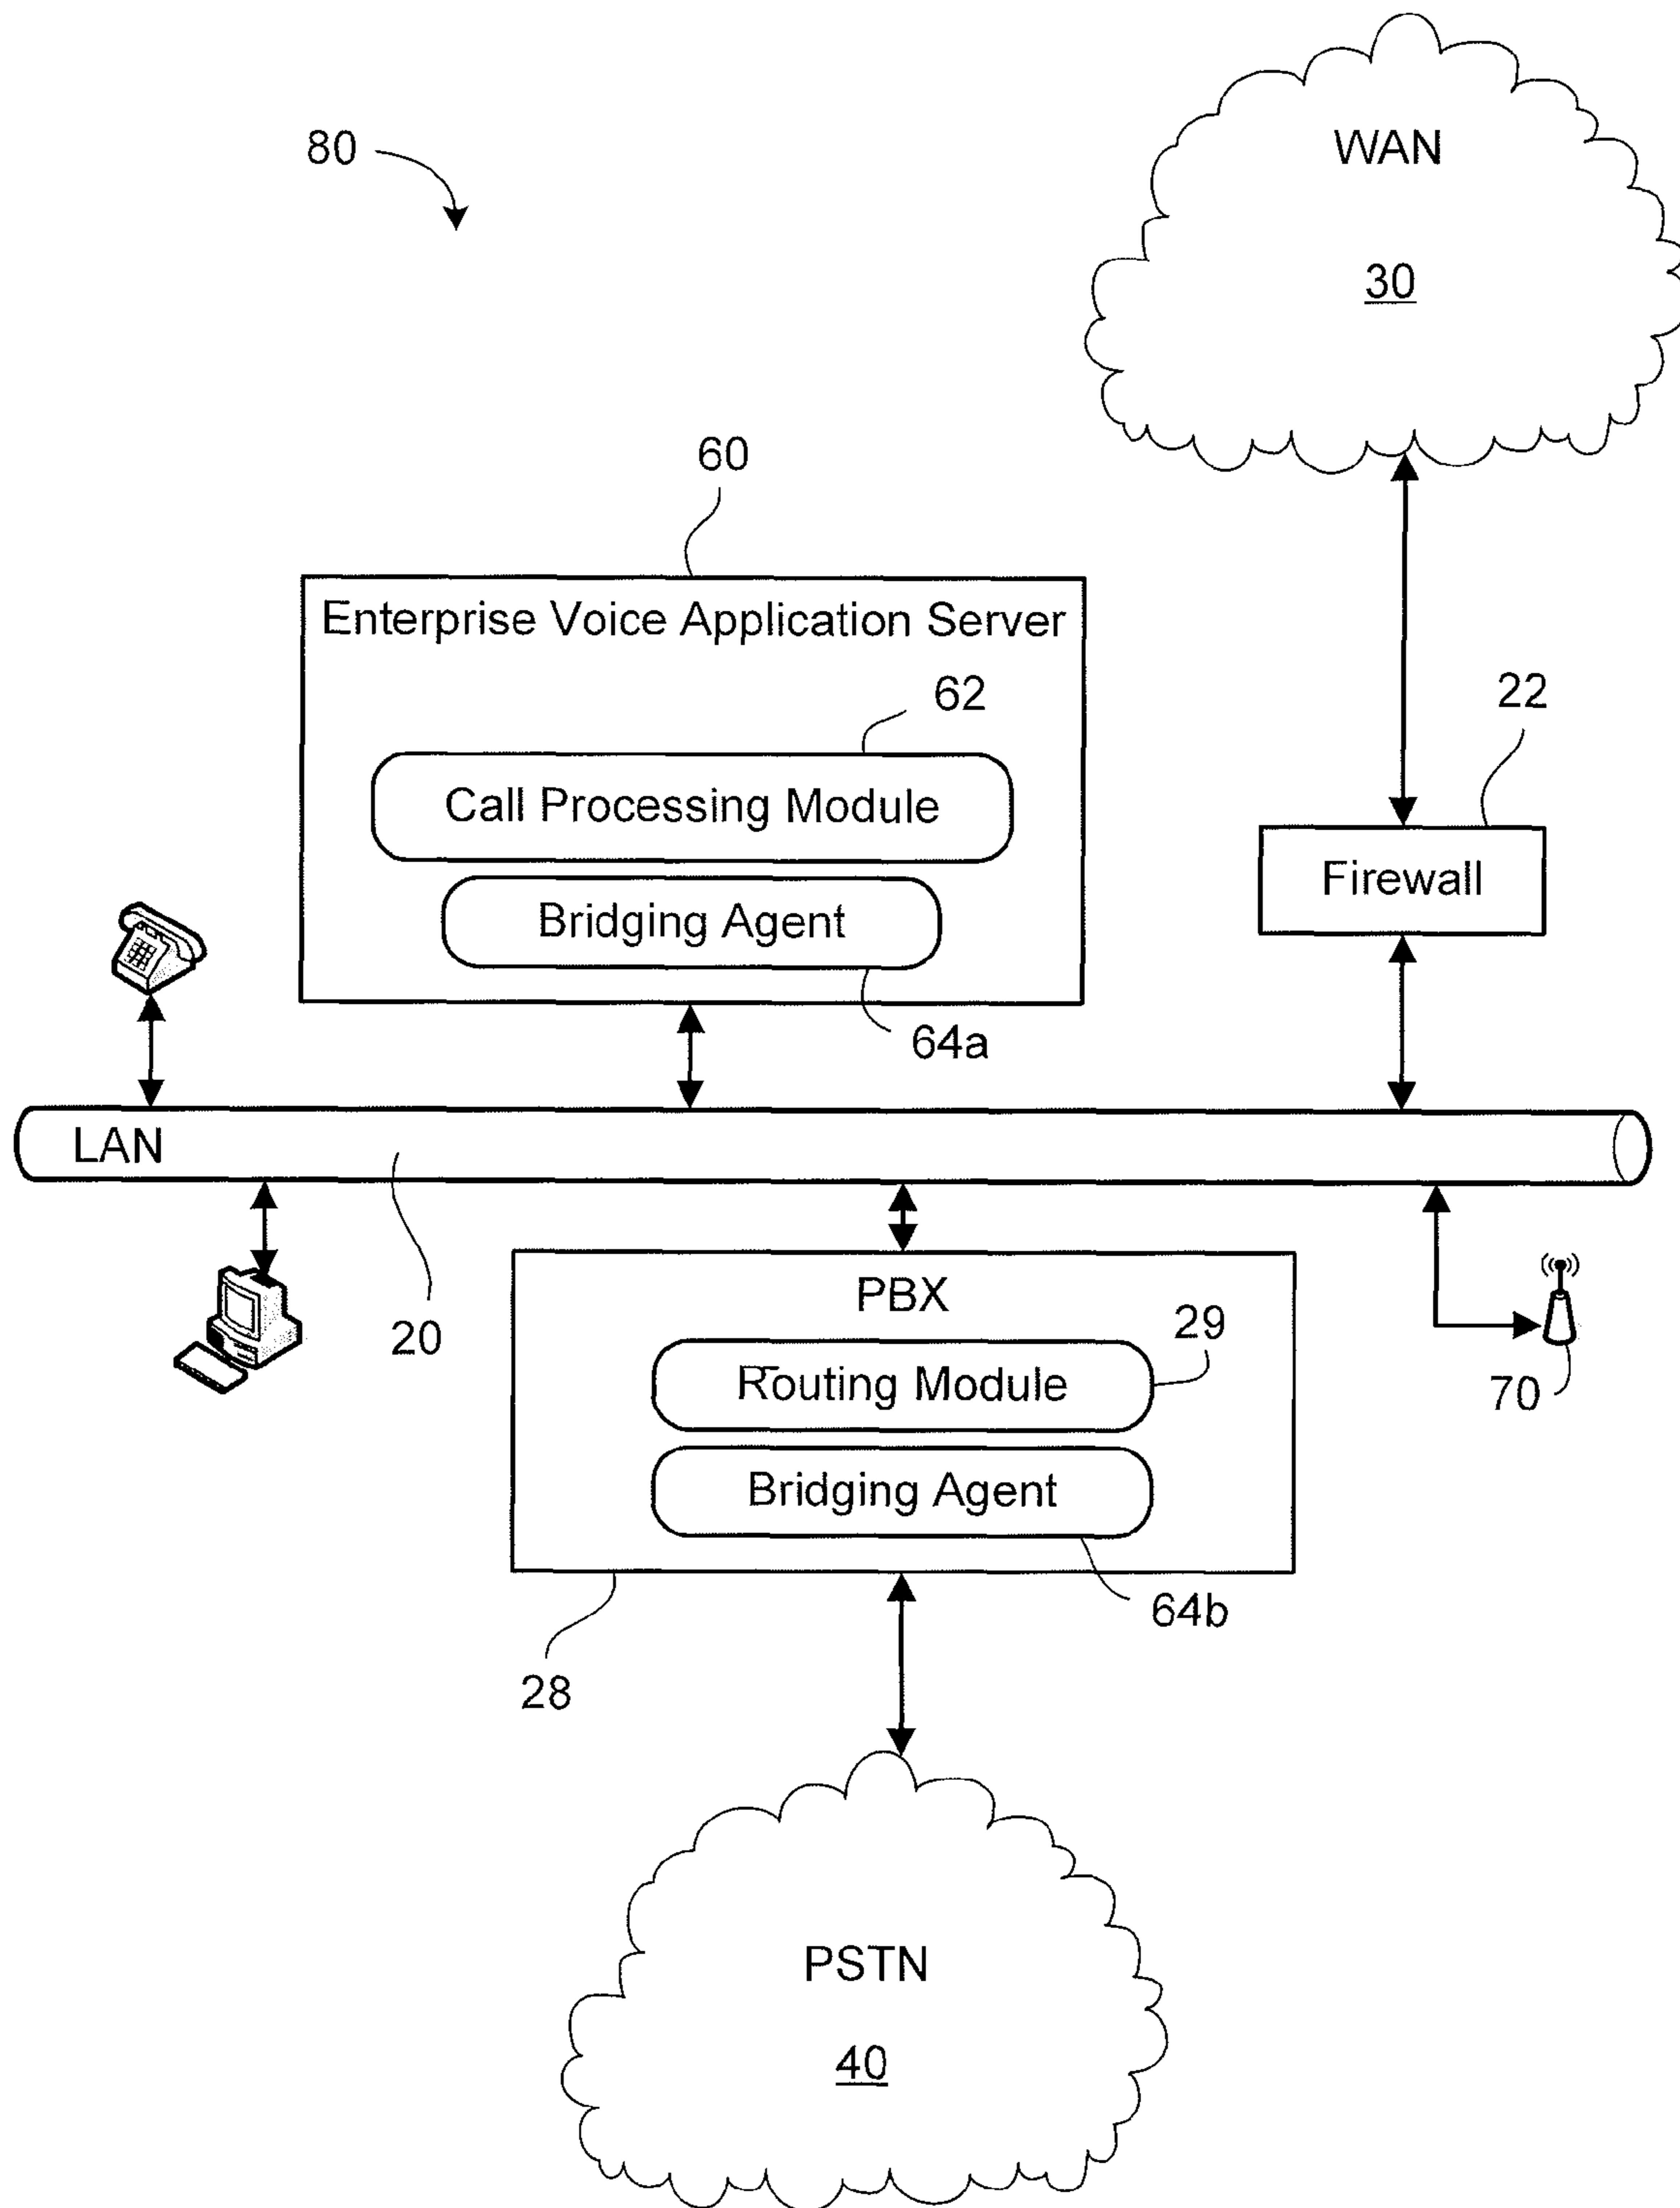 80
WAN
30
60
Enterprise Voice Application Server
62
22
Call Processing Module
Firewall
Bridging Agent
64a
LAN
20
PBX
29
Routing Module
70
Bridging Agent
64b
28
PSTN
40